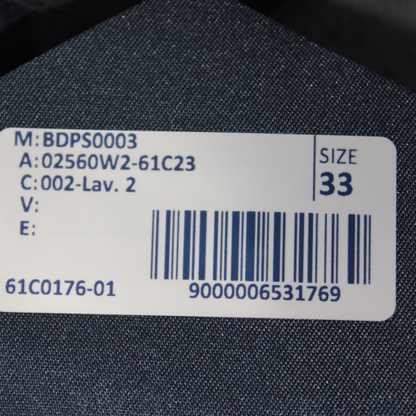 M:BDPS0003
A:02560W2-61C23
C:002-Lav. 2
V:
E:
SIZE
33
61C0176-01
9000006531769